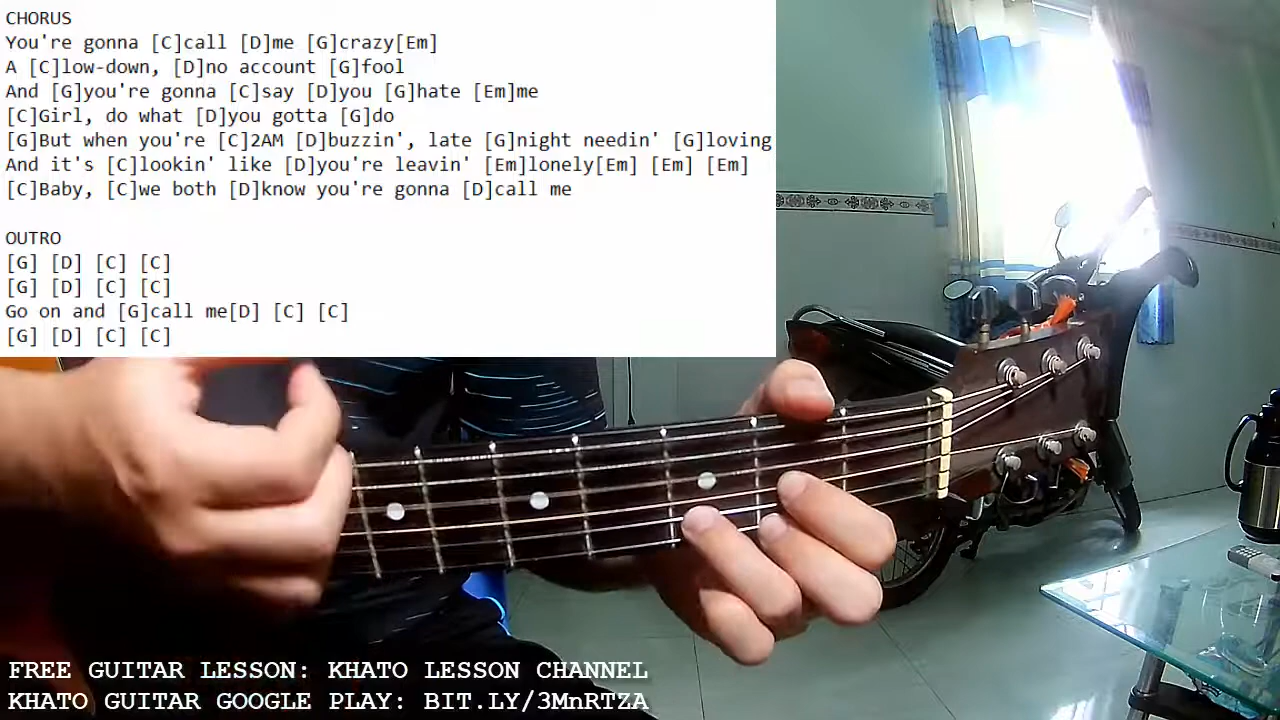 CHORUS
You're gonna [C]call [D]me [G]crazy[Em]
A [C]low-down, [D]no account [G]fool
And [G]you're gonna [C]say [D]you [G]hate [Em]me
[C]Girl, do what [D]you gotta [G]do
[G]But when you're [C]2AM [D]buzzin', late [G]night needin' [G]loving
And it's [C]lookin' like [D]you're leavin' [Em]lonely[Em] [Em] [Em]
[C]Baby, [C]we both [D]know you're gonna [D]call me
OUTRO
[G] [D] [C] [C]
[G] [D] [C] [C]
Go on and [G]call me[D] [C] [C]
[G] [D] [C] [C]
FREE GUITAR LESSON: KHATO LESSON CHANNEL
KHATO GUITAR GOOGLE PLAY: BIT.LY/3MnRTZA